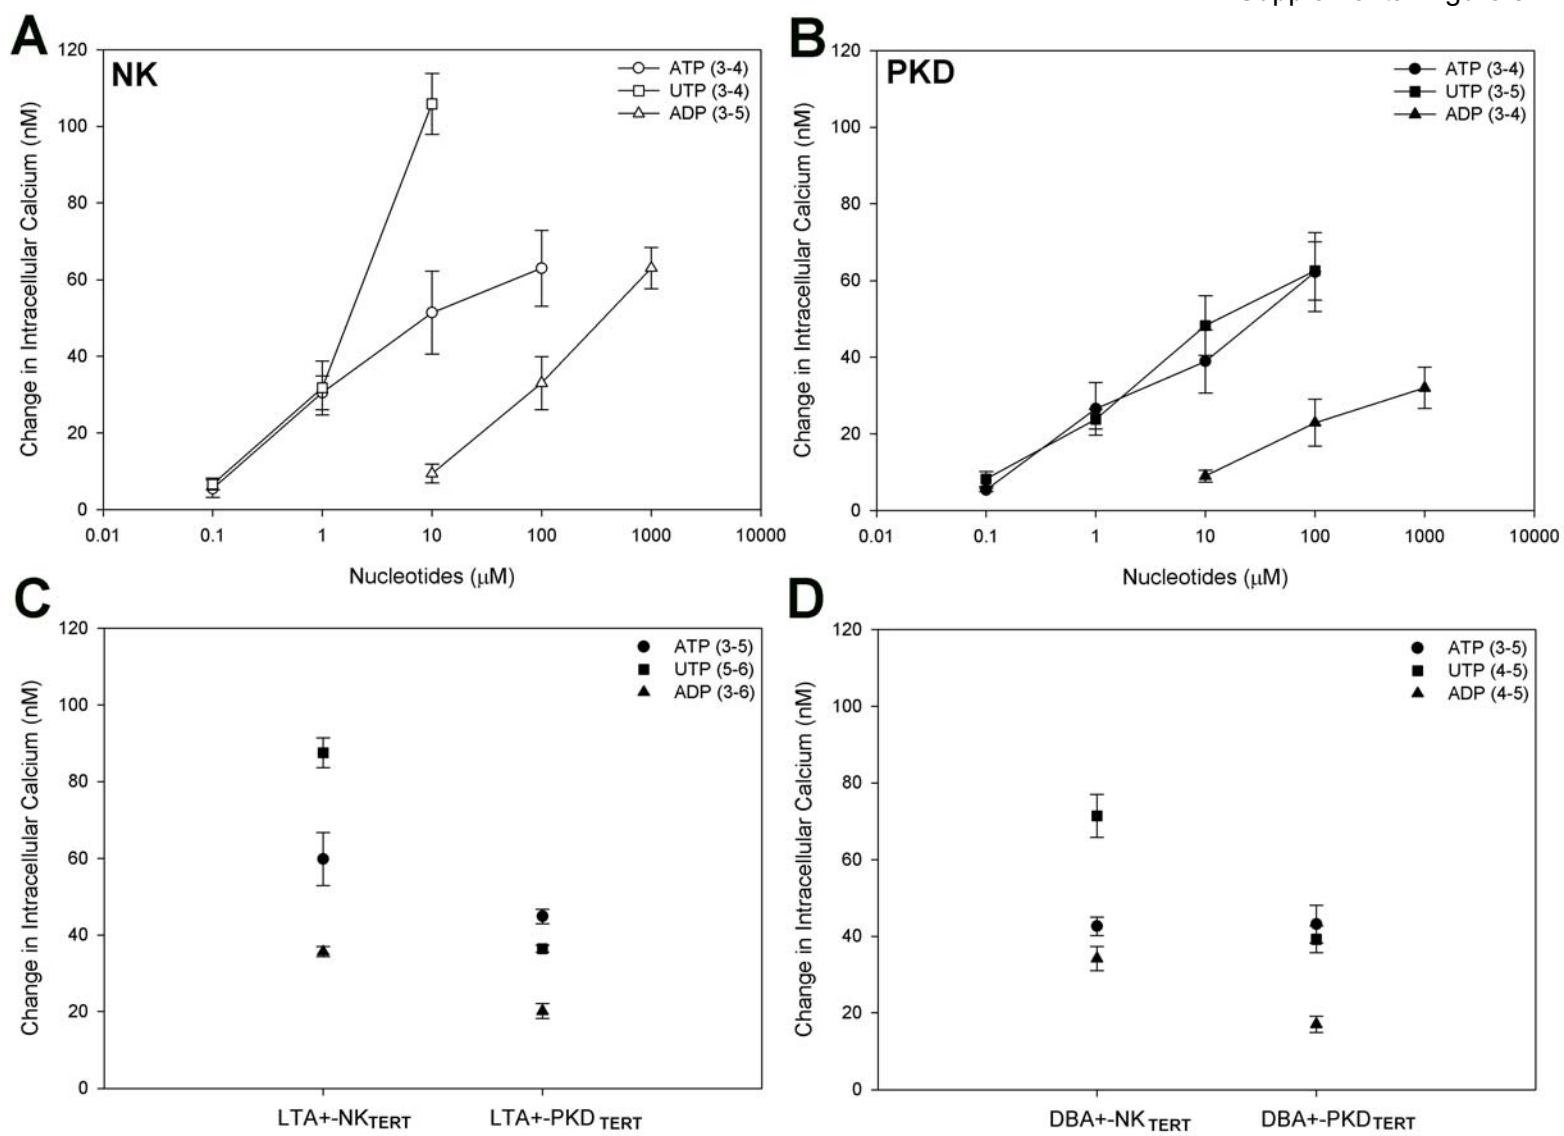 A
NK
120
100
80
60
40
20
0
Change in Intracellular Calcium (nM)
ATP (3-4)
UTP (3-4)
ADP (3-5)
0.01 0.1 1 10 100 1000 10000
Nucleotides (µM)
B
PKD
120
100
80
60
40
20
0
Change in Intracellular Calcium (nM)
ATP (3-4)
UTP (3-5)
ADP (3-4)
0.01 0.1 1 10 100 1000 10000
Nucleotides (µM)
C
120
100
80
60
40
20
0
Change in Intracellular Calcium (nM)
ATP (3-5)
UTP (5-6)
ADP (3-6)
LTA+-NKTERT LTA+-PKD TERT
D
120
100
80
60
40
20
0
Change in Intracellular Calcium (nM)
ATP (3-5)
UTP (4-5)
ADP (4-5)
DBA+-NK TERT DBA+-PKDTERT